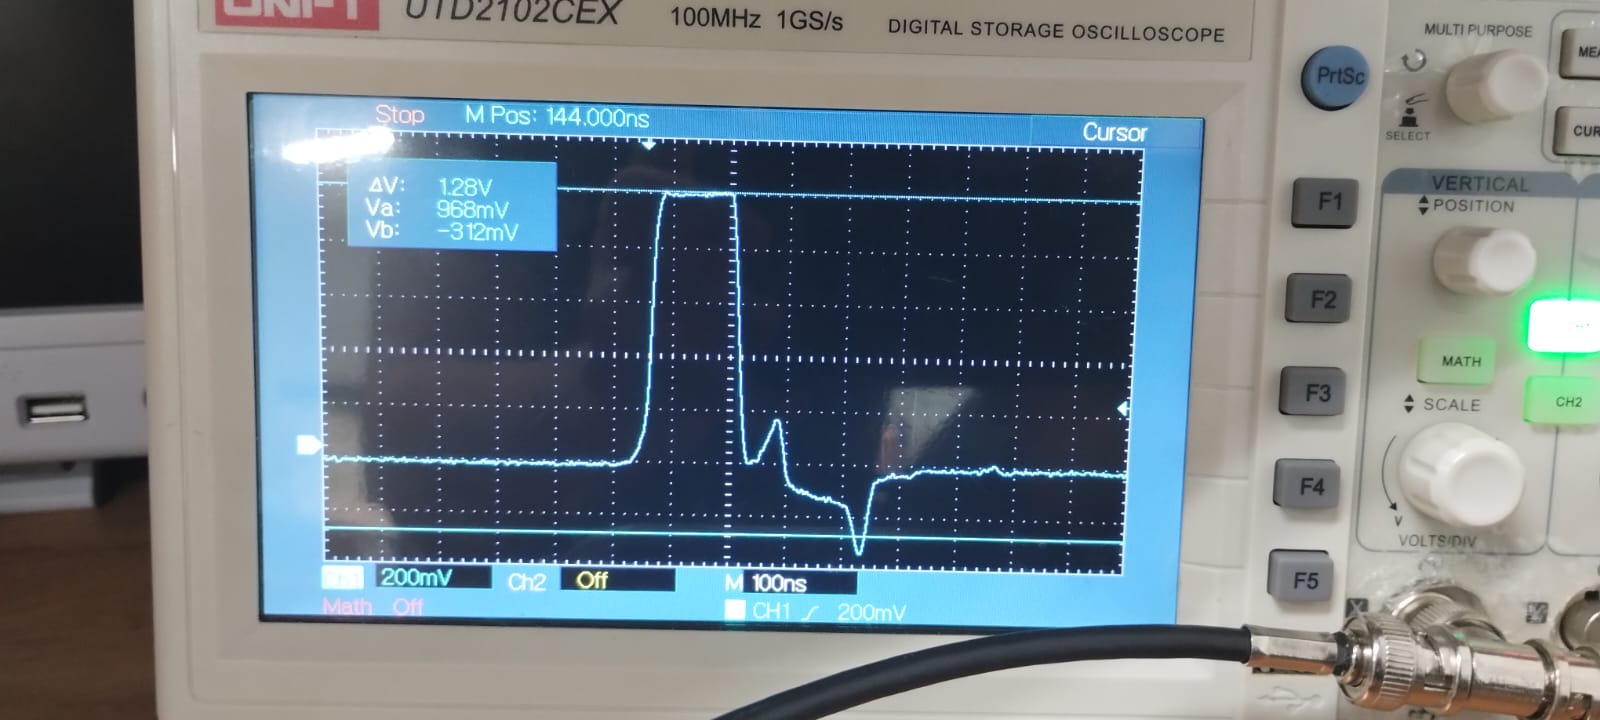 UNI-T UTD2102CEX 100MHz 1GS/s DIGITAL STORAGE OSCILLOSCOPE
MULTI PURPOSE
PrtSc
SELECT
Stop M Pos: 144.000ns
Cursor
ΔV: 1.28V
Va: 968mV
Vb: -312mV
VERTICAL
POSITION
F1
F2
F3
F4
F5
MATH
CH2
SCALE
V
VOLTS/DIV
200mV Ch2 Off M 100ns
Math Off CH1 200mV
X